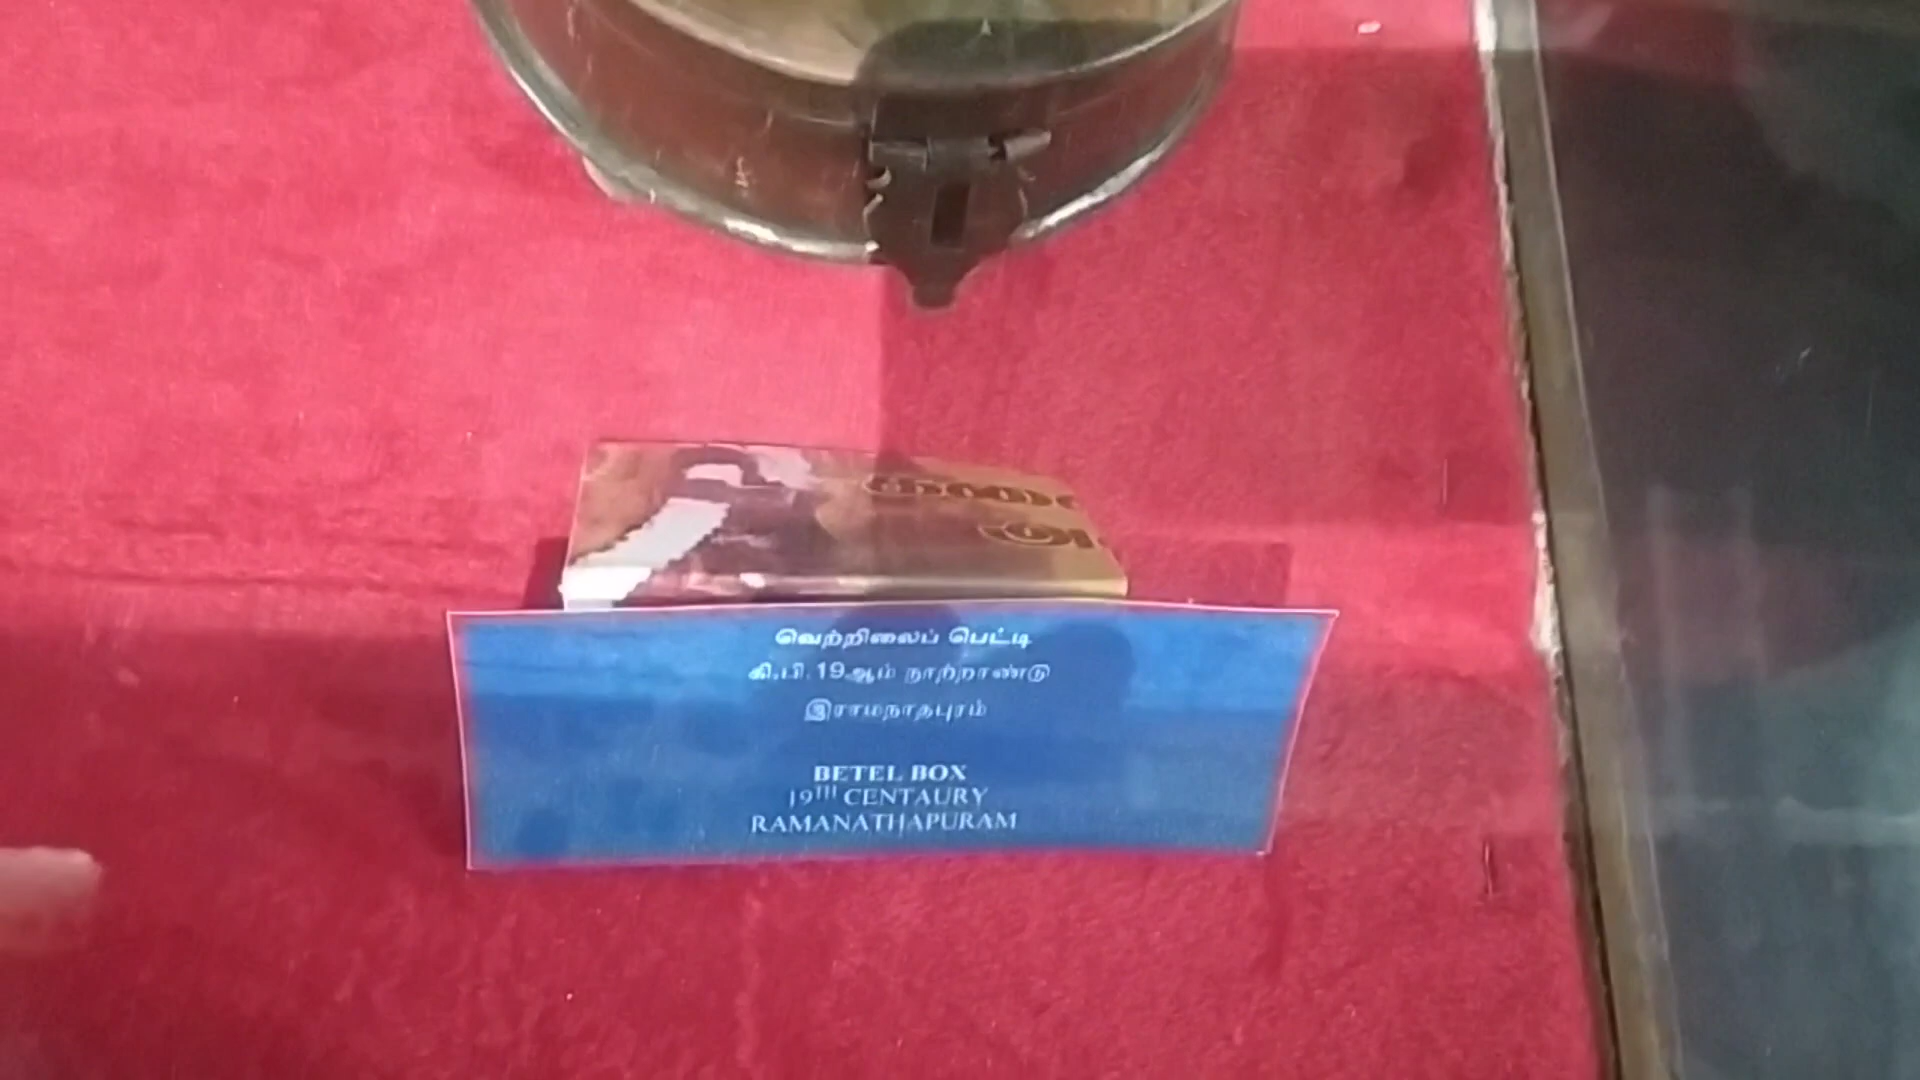 வெற்றிலைப் பெட்டி
கி.பி.19ஆம் நூற்றாண்டு
இராமநாதபுரம்
BETEL BOX
19TH CENTAURY
RAMANATHAPURAM